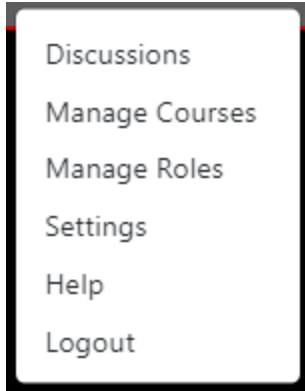 Discussions
Manage Courses
Manage Roles
Settings
Help
Logout